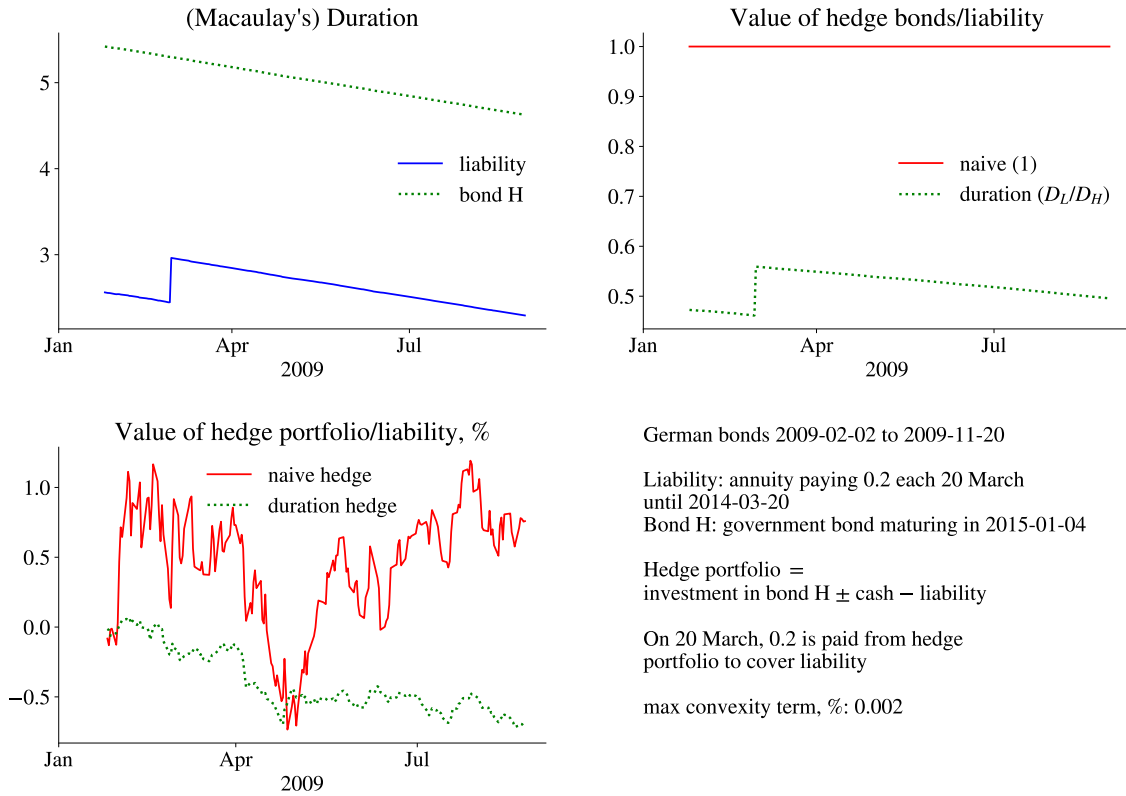 (Macaulay's) Duration
5
4
3
liability
bond H
Jan
Apr
Jul
2009
Value of hedge bonds/liability
1.0
0.9
0.8
0.7
0.6
0.5
naive (1)
duration (D_L/D_H)
Jan
Apr
Jul
2009
Value of hedge portfolio/liability, %
1.0
0.5
0.0
−0.5
naive hedge
duration hedge
Jan
Apr
Jul
2009
German bonds 2009-02-02 to 2009-11-20
Liability: annuity paying 0.2 each 20 March
until 2014-03-20
Bond H: government bond maturing in 2015-01-04
Hedge portfolio =
investment in bond H ± cash − liability
On 20 March, 0.2 is paid from hedge
portfolio to cover liability
max convexity term, %: 0.002